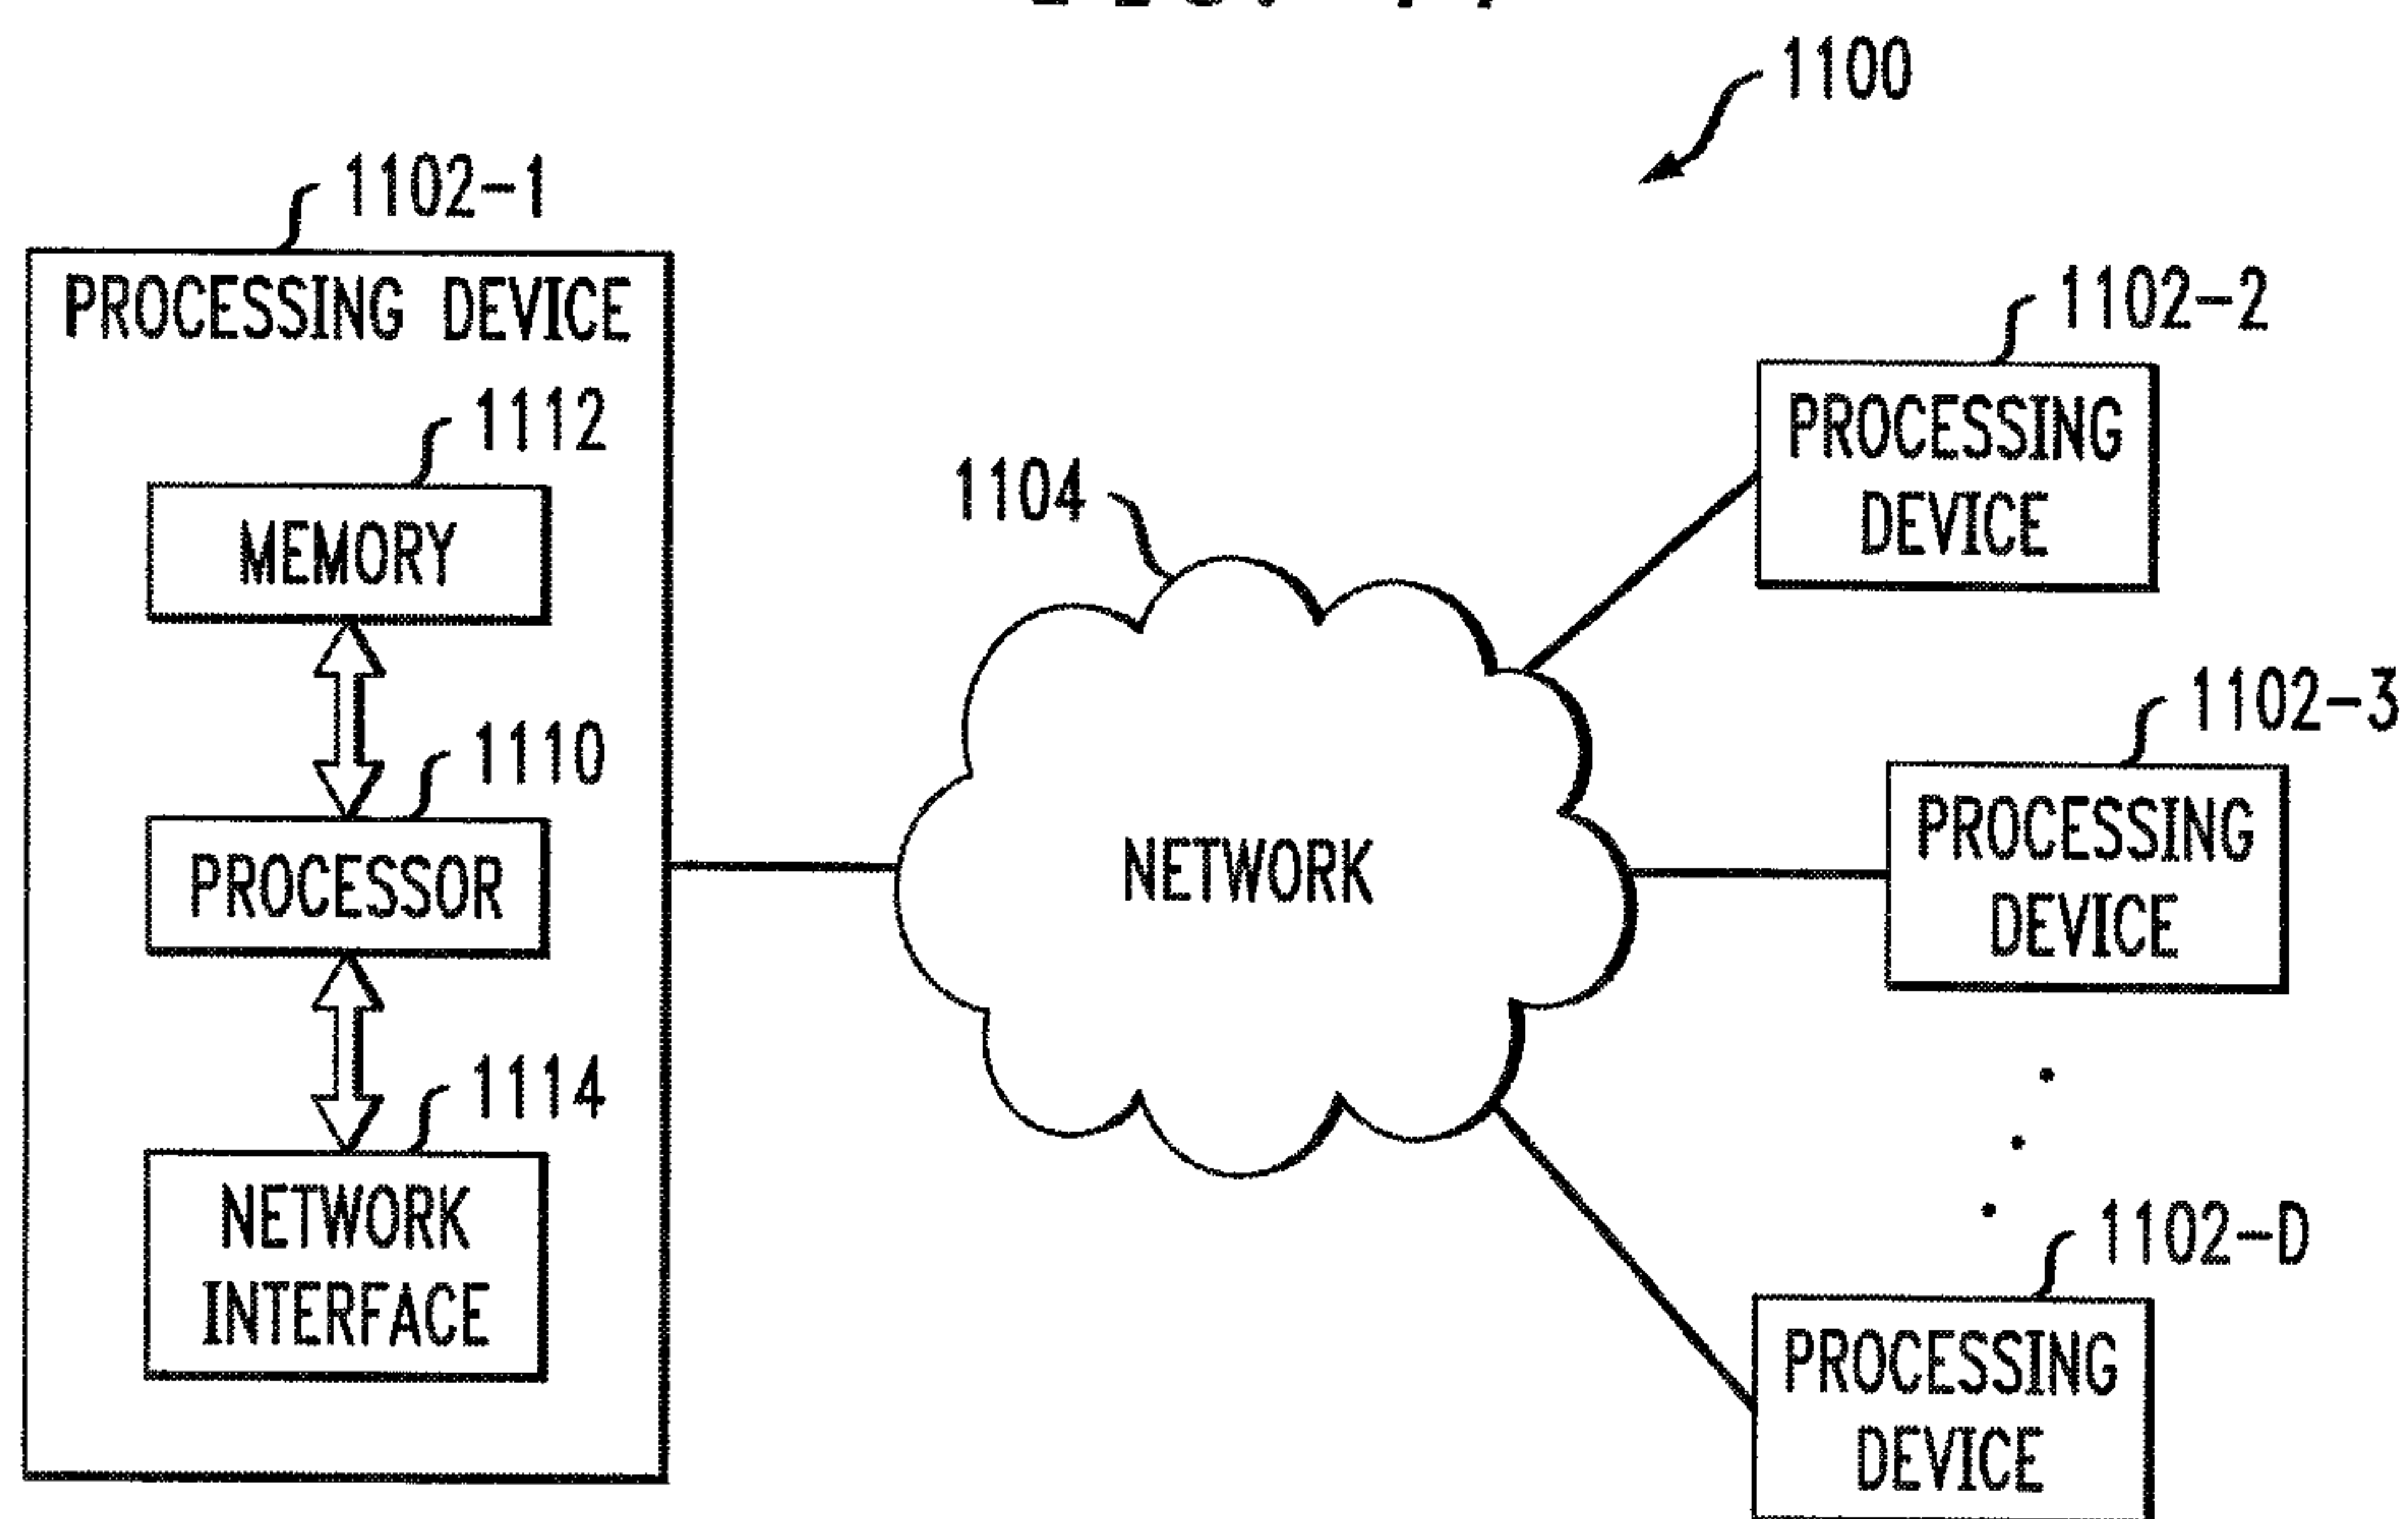 1100
1102-1
PROCESSING DEVICE
1112
MEMORY
1110
PROCESSOR
1114
NETWORK
INTERFACE
1104
NETWORK
1102-2
PROCESSING
DEVICE
1102-3
PROCESSING
DEVICE
1102-D
PROCESSING
DEVICE